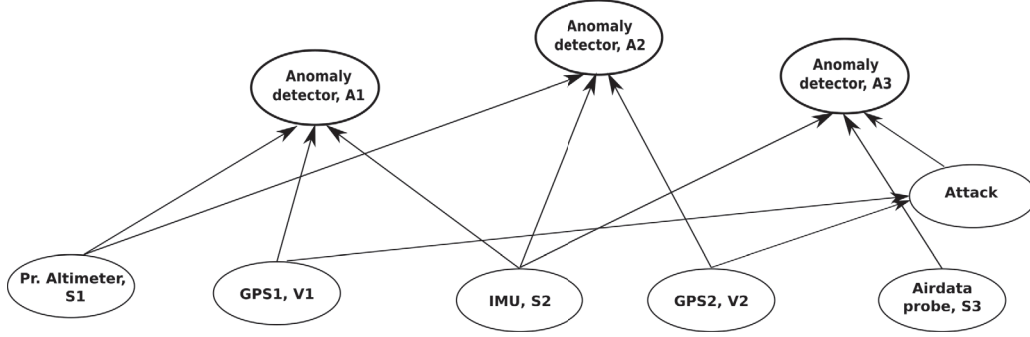 Anomaly
detector, A1
Anomaly
detector, A2
Anomaly
detector, A3
Attack
Pr. Altimeter,
S1
GPS1, V1
IMU, S2
GPS2, V2
Airdata
probe, S3